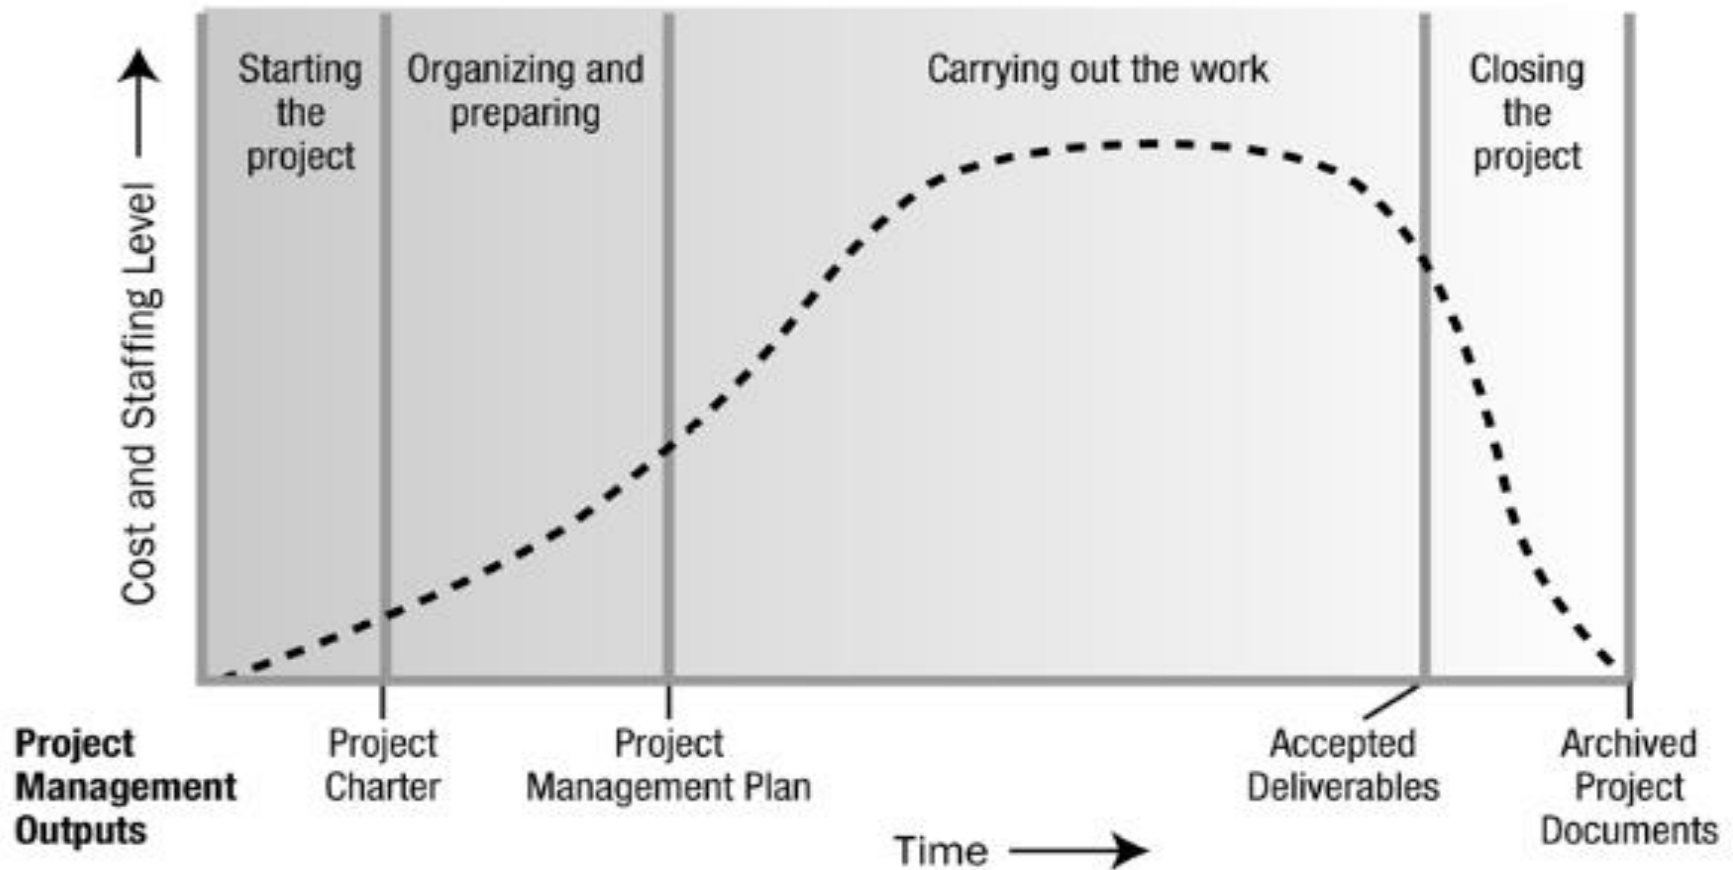 Starting
the
project
Organizing and
preparing
Carrying out the work
Closing
the
project
Cost and Staffing Level
Project
Management
Outputs
Project
Charter
Project
Management Plan
Accepted
Deliverables
Archived
Project
Documents
Time